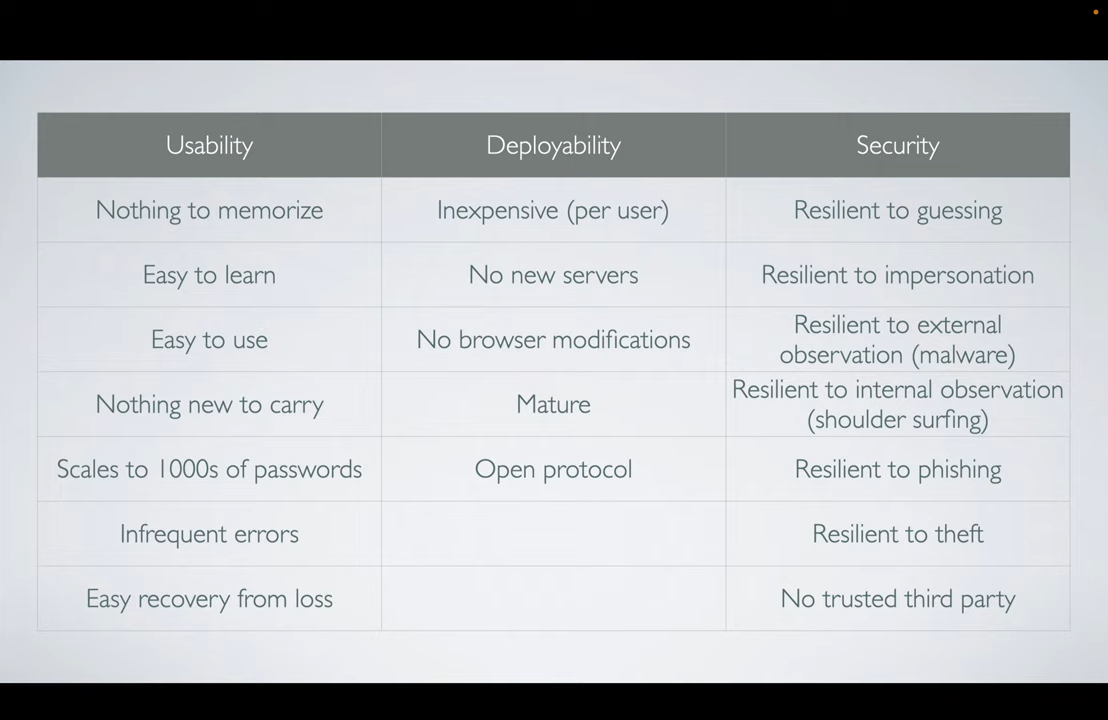 Usability Deployability Security
Nothing to memorize Inexpensive (per user) Resilient to guessing
Easy to learn No new servers Resilient to impersonation
Easy to use No browser modifications Resilient to external
observation (malware)
Nothing new to carry Mature Resilient to internal observation
(shoulder surfing)
Scales to 1000s of passwords Open protocol Resilient to phishing
Infrequent errors Resilient to theft
Easy recovery from loss No trusted third party